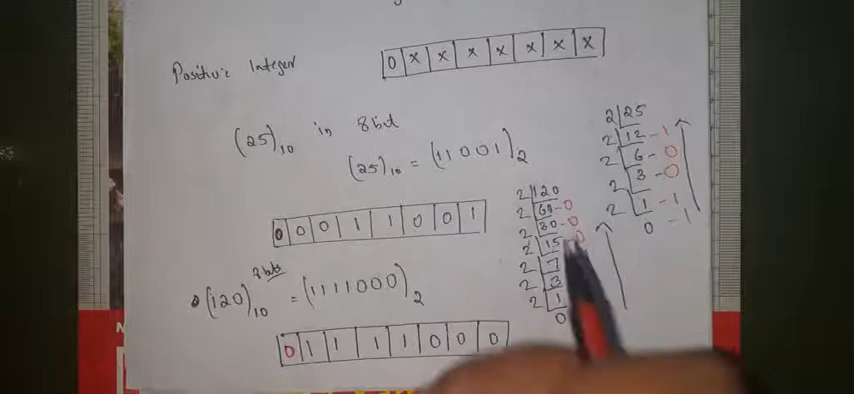 Positive Integer
0 x x x x x x x
(25)10 in 8bit
(25)10 = (11001)2
0 0 0 1 1 0 0 1
8bits
(120)10 = (1111000)2
0 1 1 1 1 0 0 0
2 120
2 60 - 0
2 30 - 0
2 15 - 0
2 7
2 3
2 1
0
2 25
2 12 - 1
2 6 - 0
2 3 - 0
2 1 - 1
0 - 1